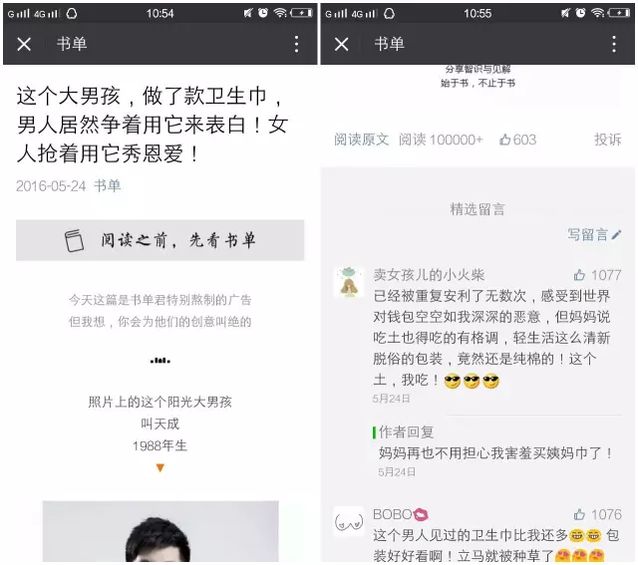 G 4G 10:54
书单
这个大男孩，做了款卫生巾，
男人居然争着用它来表白！女
人抢着用它秀恩爱！
2016-05-24 书单
阅读之前，先看书单
今天这篇是书单君特别熬制的广告
但我想，你会为他们的创意叫绝的
照片上的这个阳光大男孩
叫天成
1988年生
G 4G 10:55
书单
分享智识与见解
始于书，不止于书
阅读原文 阅读 100000+ 603 投诉
精选留言
写留言
卖女孩儿的小火柴 1077
已经被重复安利了无数次，感受到世界
对钱包空空如我深深的恶意，但妈妈说
吃土也得吃的有格调，轻生活这么清新
脱俗的包装，竟然还是纯棉的！这个
土，我吃！😎😎😎
5月24日
作者回复
妈妈再也不用担心我害羞买姨妈巾了！
5月24日
BOBO💋 1076
这个男人见过的卫生巾比我还多😁😁 包
装好好看啊！立马就被种草了😍😍😍